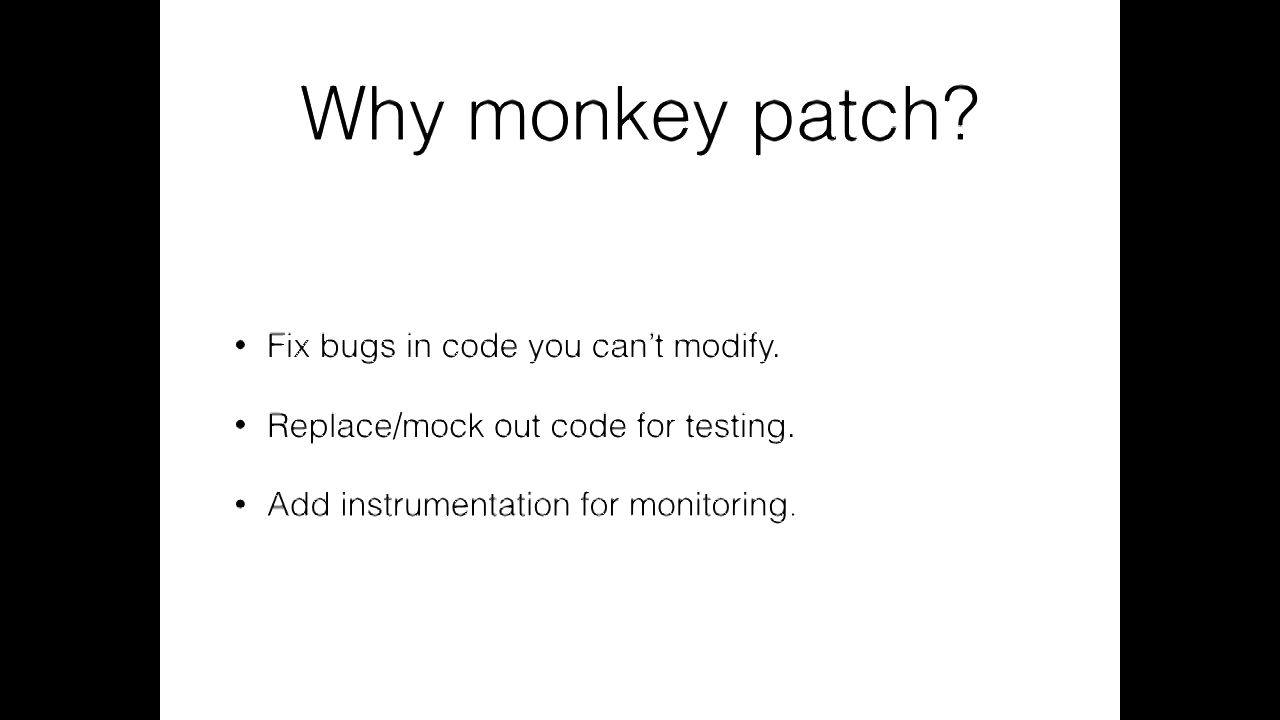 Why monkey patch?
• Fix bugs in code you can’t modify.
• Replace/mock out code for testing.
• Add instrumentation for monitoring.